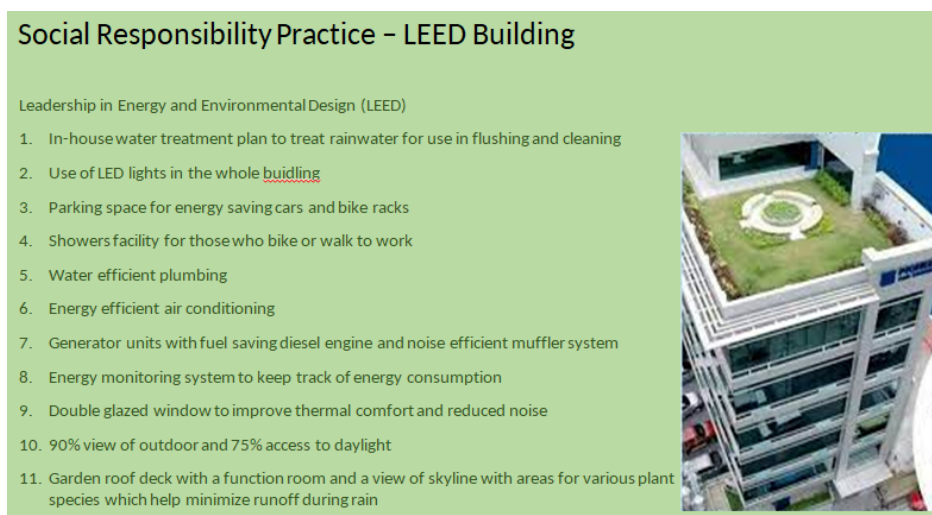 Social Responsibility Practice – LEED Building
Leadership in Energy and Environmental Design (LEED)
1. In-house water treatment plan to treat rainwater for use in flushing and cleaning
2. Use of LED lights in the whole buidling
3. Parking space for energy saving cars and bike racks
4. Showers facility for those who bike or walk to work
5. Water efficient plumbing
6. Energy efficient air conditioning
7. Generator units with fuel saving diesel engine and noise efficient muffler system
8. Energy monitoring system to keep track of energy consumption
9. Double glazed window to improve thermal comfort and reduced noise
10. 90% view of outdoor and 75% access to daylight
11. Garden roof deck with a function room and a view of skyline with areas for various plant
species which help minimize runoff during rain